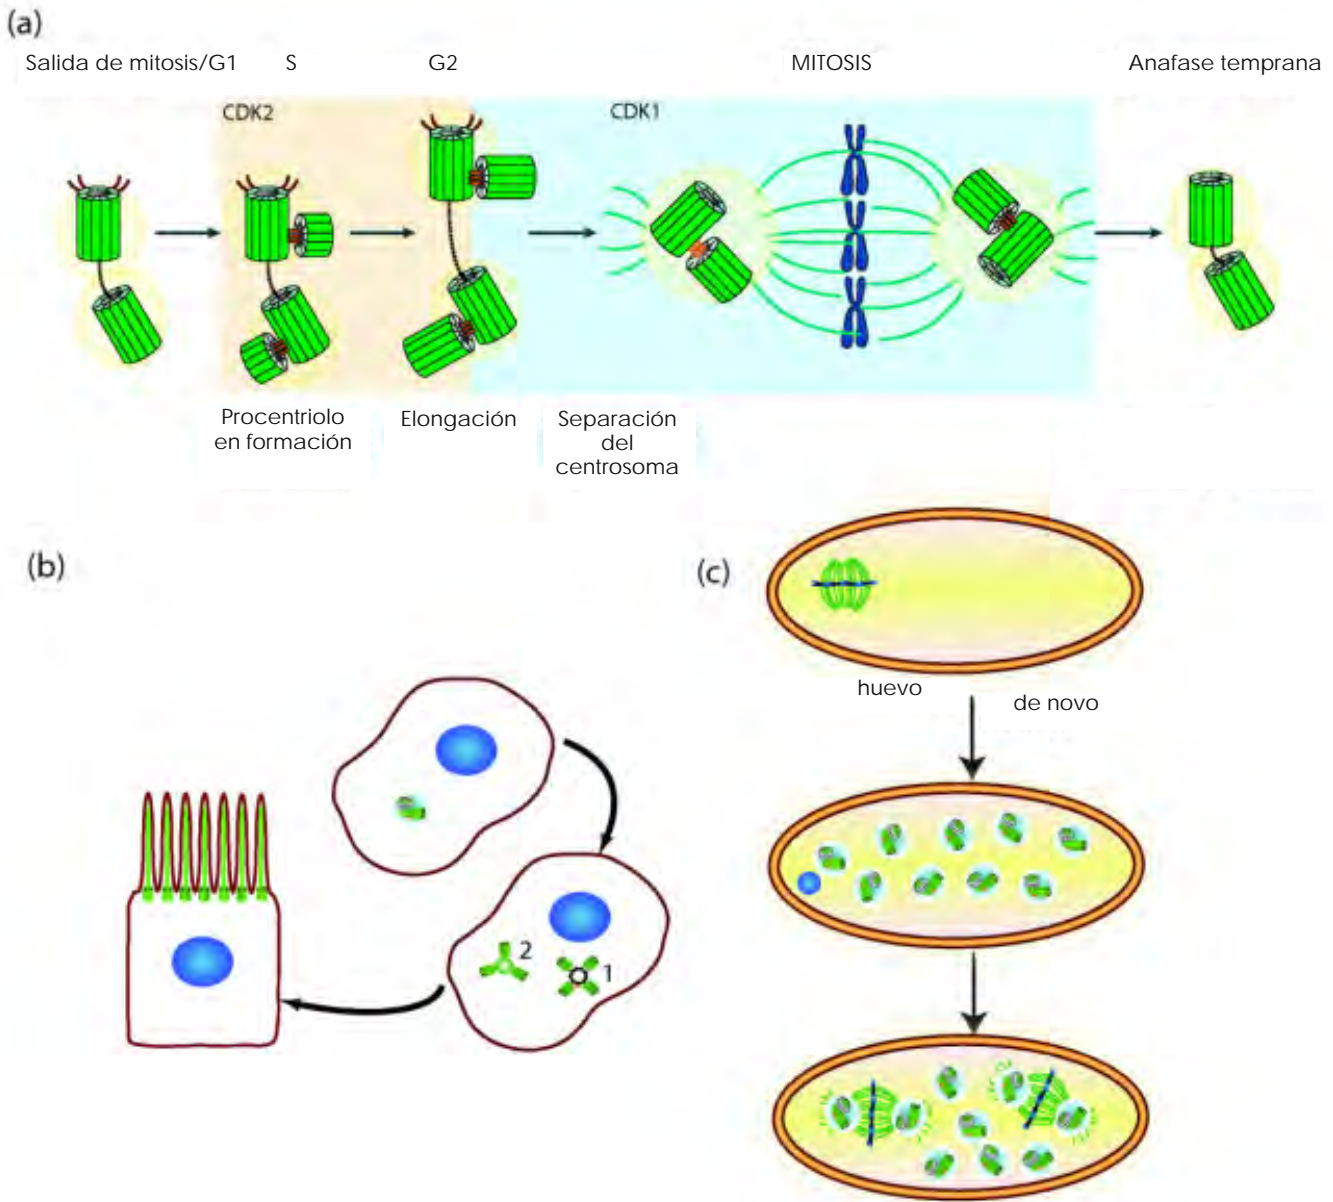 (a)
Salida de mitosis/G1 S G2 MITOSIS Anafase temprana
CDK2 CDK1
Procentriolo
en formación
Elongación
Separación
del
centrosoma
(b)
2
1
(c)
huevo
de novo